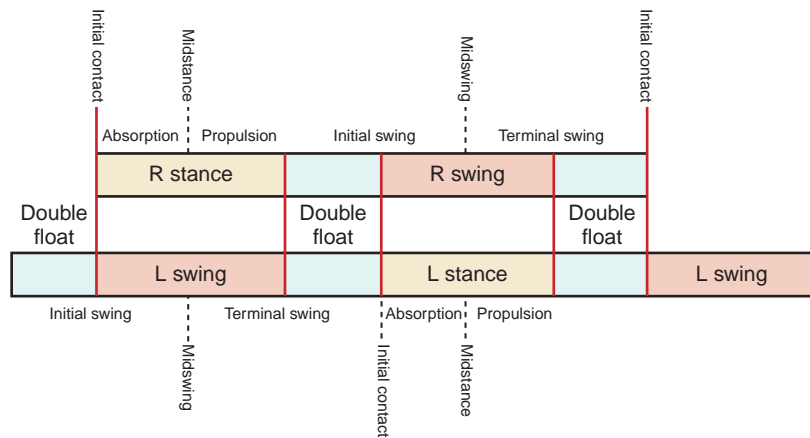 Initial contact
Midstance
Midswing
Initial contact
Absorption
Propulsion
Initial swing
Terminal swing
R stance
R swing
Double
float
Double
float
Double
float
L swing
L stance
L swing
Initial swing
Terminal swing
Absorption
Propulsion
Midswing
Initial contact
Midstance